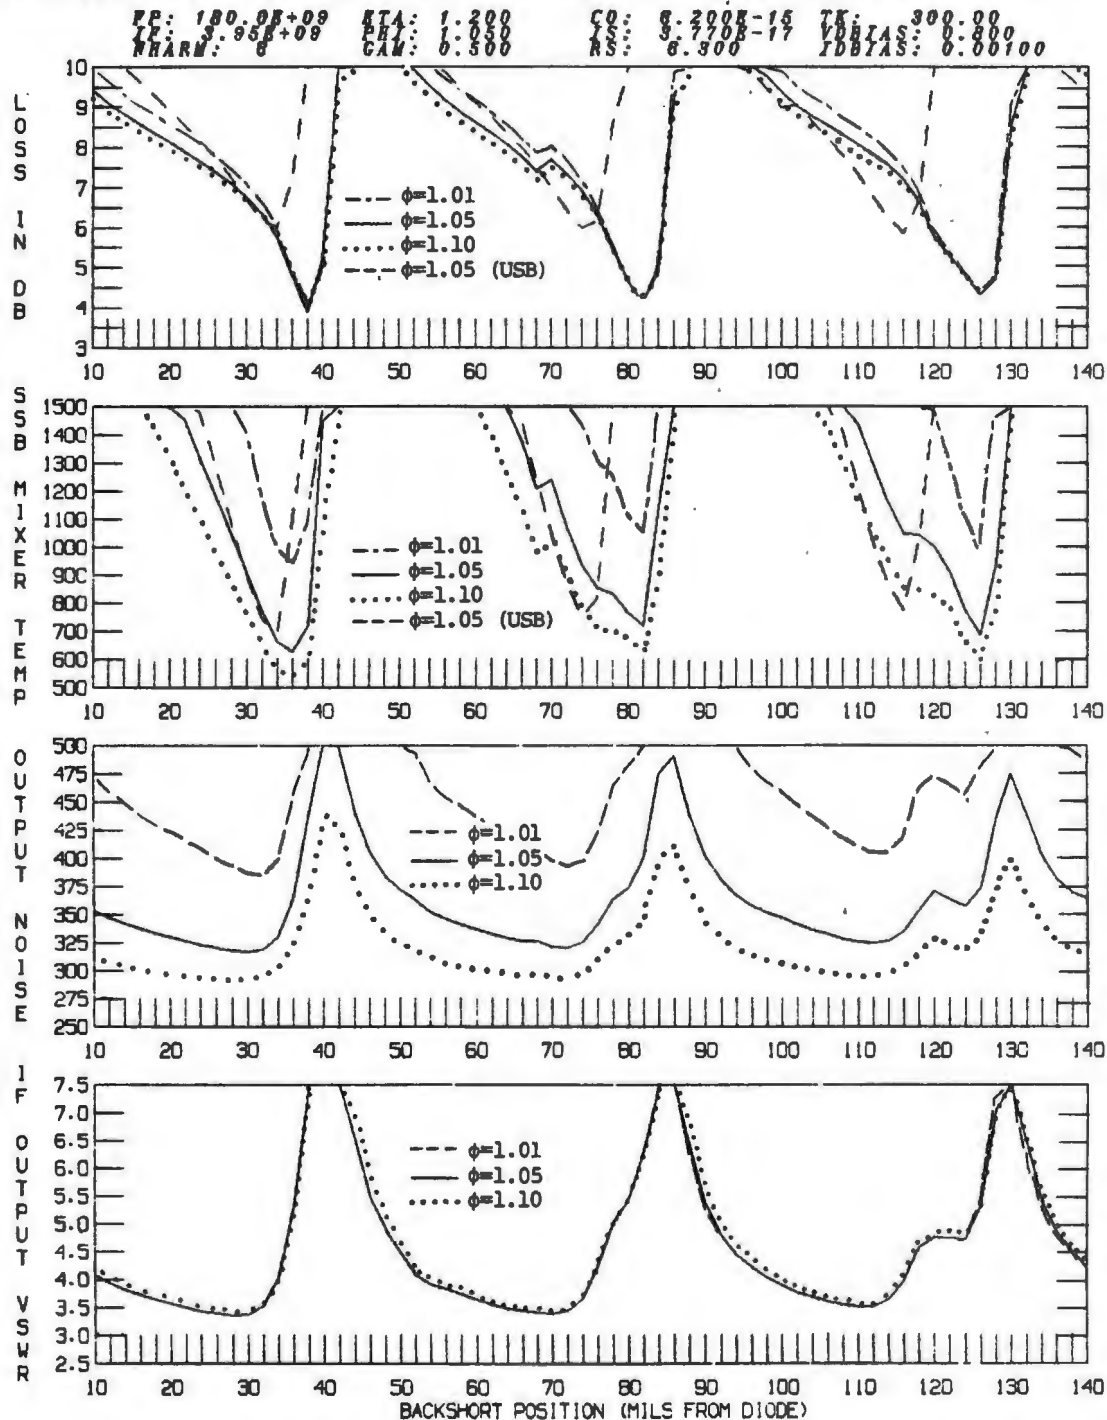 FP: 180.0E+09 ETA: 1.200 CO: 6.200E-15 TK: 300.00
IF: 3.95E+09 PHI: 1.050 IS: 3.770E-17 VDBIAS: 0.800
NHARM: 6 GAM: 0.500 RS: 6.300 IDBIAS: 0.00100
LOSS IN DB
10
9
8
7
6
5
4
3
φ=1.01
φ=1.05
φ=1.10
φ=1.05 (USB)
10 20 30 40 50 60 70 80 90 100 110 120 130 140
SSB MIXER TEMP
1500
1400
1300
1200
1100
1000
900
800
700
600
500
φ=1.01
φ=1.05
φ=1.10
φ=1.05 (USB)
10 20 30 40 50 60 70 80 90 100 110 120 130 140
OUTPUT NOISE
500
475
450
425
400
375
350
325
300
275
250
φ=1.01
φ=1.05
φ=1.10
10 20 30 40 50 60 70 80 90 100 110 120 130 140
IF OUTPUT VSWR
7.5
7.0
6.5
6.0
5.5
5.0
4.5
4.0
3.5
3.0
2.5
φ=1.01
φ=1.05
φ=1.10
10 20 30 40 50 60 70 80 90 100 110 120 130 140
BACKSHORT POSITION (MILS FROM DIODE)